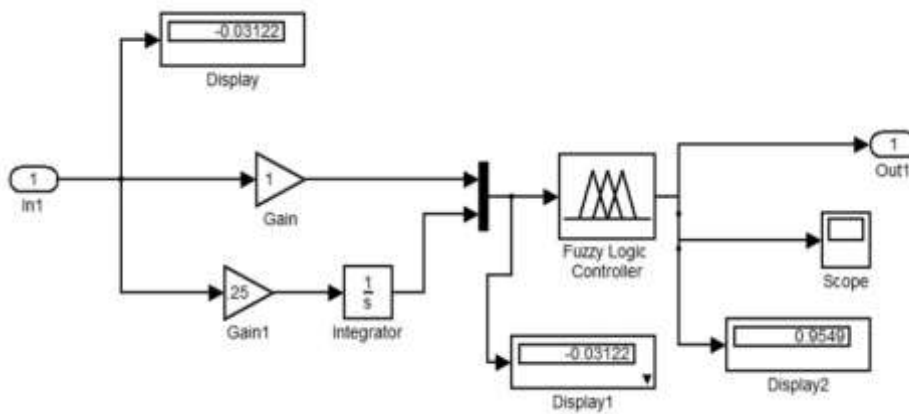 -0.03122
Display
1
In1
1
Gain
25
Gain1
1
s
Integrator
Fuzzy Logic
Controller
1
Out1
Scope
-0.03122
Display1
0.9549
Display2